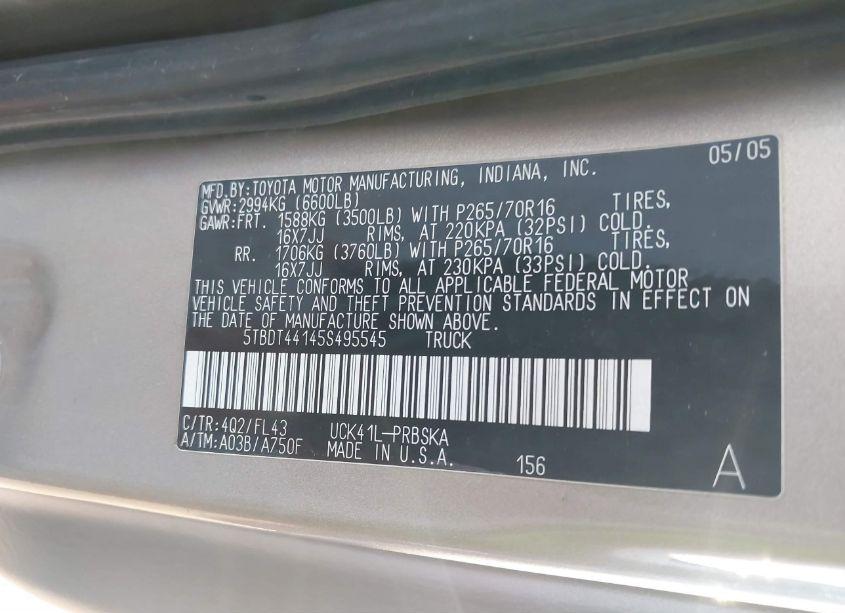 05/05
MFD.BY:TOYOTA MOTOR MANUFACTURING, INDIANA, INC.
GVWR:2994KG (6600LB)
GAWR:FRT. 1588KG (3500LB) WITH P265/70R16 TIRES,
16X7JJ RIMS, AT 220KPA (32PSI) COLD.
RR. 1706KG (3760LB) WITH P265/70R16 TIRES,
16X7JJ RIMS, AT 230KPA (33PSI) COLD.
THIS VEHICLE CONFORMS TO ALL APPLICABLE FEDERAL MOTOR
VEHICLE SAFETY AND THEFT PREVENTION STANDARDS IN EFFECT ON
THE DATE OF MANUFACTURE SHOWN ABOVE.
5TBDT44145S495545 TRUCK
C/TR:4Q2/FL43 UCK41L-PRBSKA
A/TM:A03B/A750F MADE IN U.S.A. 156 A